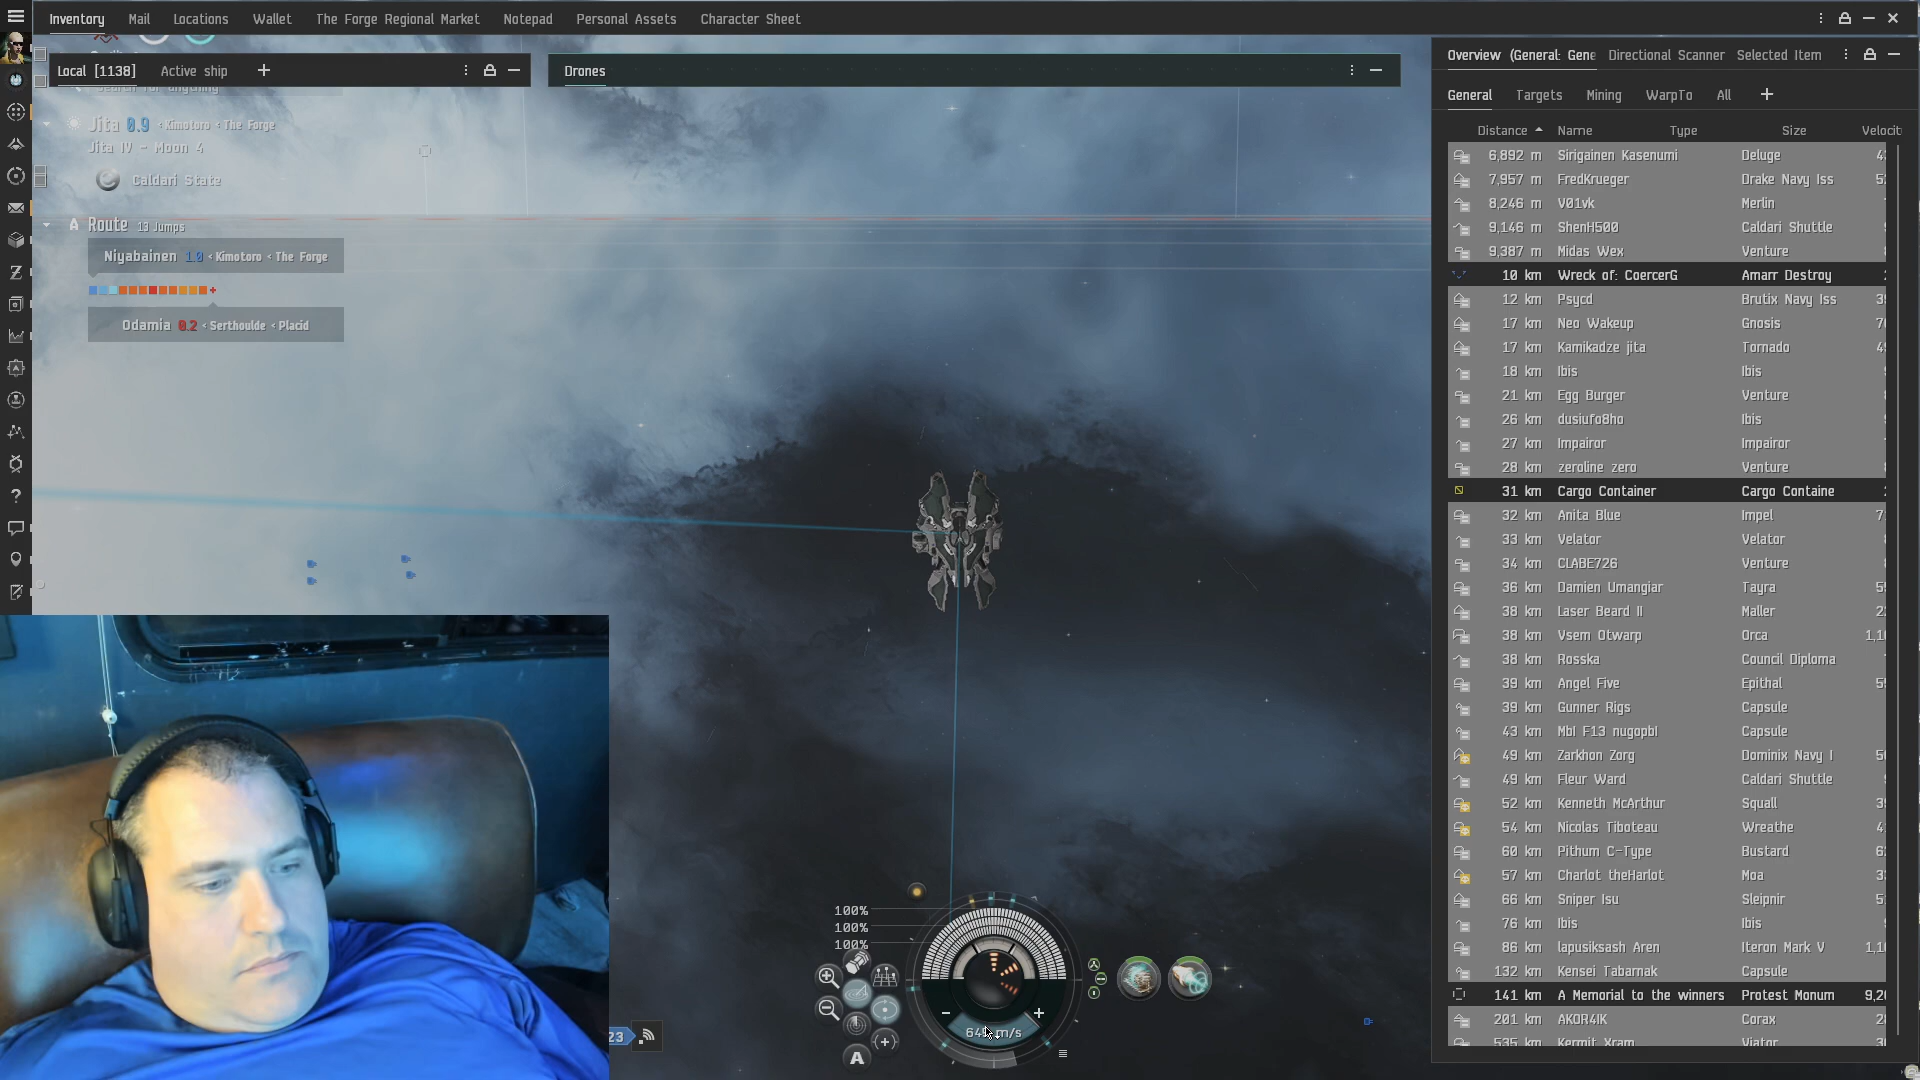 Inventory Mail Locations Wallet The Forge Regional Market Notepad Personal Assets Character Sheet
Local [1138] Active ship
Drones
Search for anything
Jita 0.9 < Kimotoro < The Forge
Jita IV - Moon 4
Caldari State
Route 13 Jumps
Niyabainen 1.0 < Kimotoro < The Forge
Odamia 0.2 < Serthoulde < Placid
100%
100%
100%
m/s
A
23
Overview (General: Gene Directional Scanner Selected Item
General Targets Mining WarpTo All
Distance Name Type Size Velocit
6,892 m Sirigainen Kasenumi Deluge
7,957 m FredKrueger Drake Navy Iss
8,246 m V01vk Merlin
9,146 m ShenH500 Caldari Shuttle
9,387 m Midas Wex Venture
10 km Wreck of: CoercerG Amarr Destroy
12 km Psycd Brutix Navy Iss
17 km Neo Wakeup Gnosis
17 km Kamikadze jita Tornado
18 km Ibis Ibis
21 km Egg Burger Venture
26 km dusiufo8ho Ibis
27 km Impairor Impairor
28 km zeroline zero Venture
31 km Cargo Container Cargo Containe
32 km Anita Blue Impel
33 km Velator Velator
34 km CLABE726 Venture
36 km Damien Umangiar Tayra
38 km Laser Beard II Maller
38 km Vsem Otwarp Orca
38 km Rosska Council Diploma
39 km Angel Five Epithal
39 km Gunner Rigs Capsule
43 km Mbl F13 nugopbl Capsule
49 km Zarkhon Zorg Dominix Navy I
49 km Fleur Ward Caldari Shuttle
52 km Kenneth McArthur Squall
54 km Nicolas Tiboteau Wreathe
60 km Pithum C-Type Bustard
57 km Charlot theHarlot Moa
66 km Sniper Isu Sleipnir
76 km Ibis Ibis
86 km lapusiksash Aren Iteron Mark V
132 km Kensei Tabarnak Capsule
141 km A Memorial to the winners Protest Monum
201 km AKOR4IK Corax
535 km Kermit Xram Viator